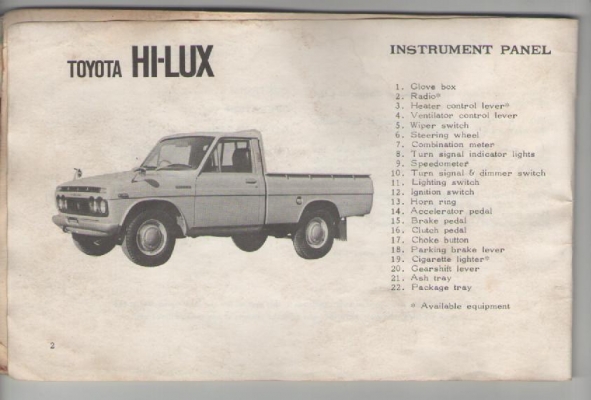 TOYOTA HI-LUX
INSTRUMENT PANEL
1. Glove box
2. Radio*
3. Heater control lever*
4. Ventilator control lever
5. Wiper switch
6. Steering wheel
7. Combination meter
8. Turn signal indicator lights
9. Speedometer
10. Turn signal & dimmer switch
11. Lighting switch
12. Ignition switch
13. Horn ring
14. Accelerator pedal
15. Brake pedal
16. Clutch pedal
17. Choke button
18. Parking brake lever
19. Cigarette lighter*
20. Gearshift lever
21. Ash tray
22. Package tray
* Available equipment
2